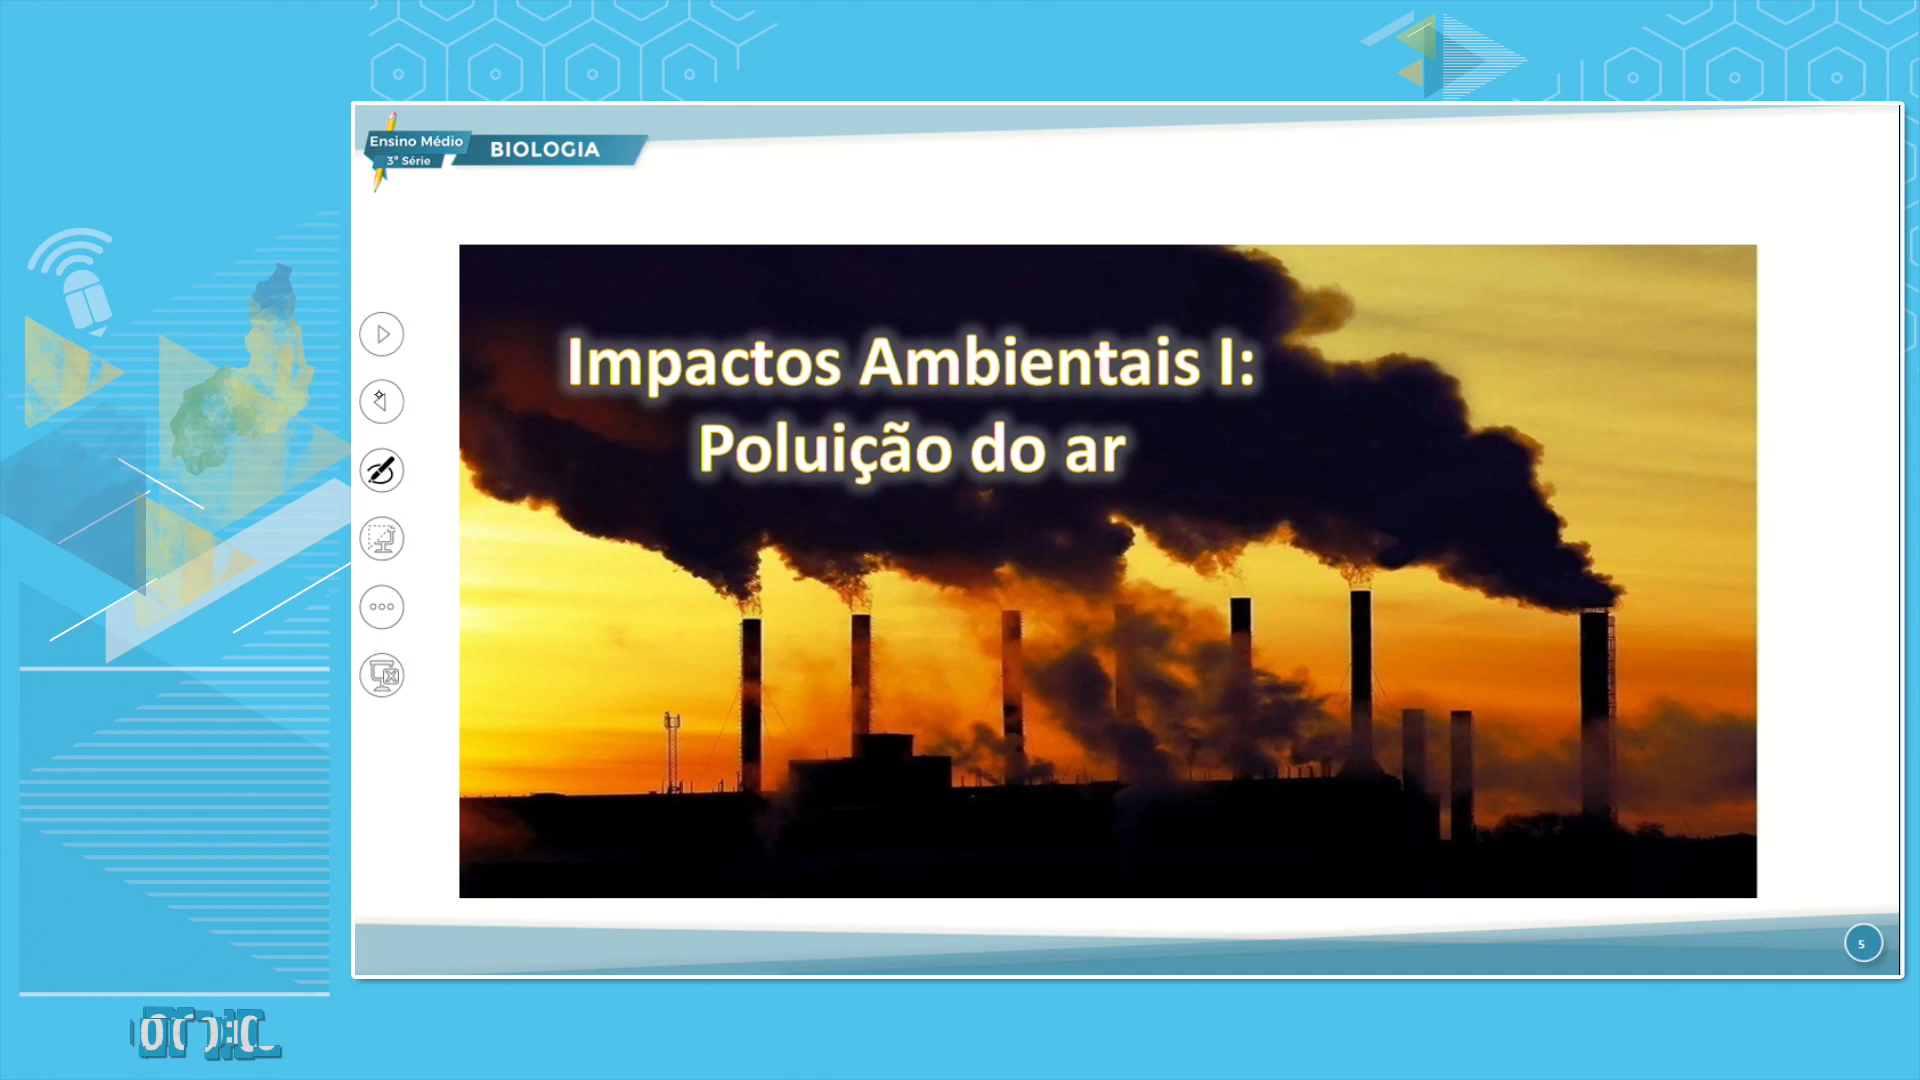 Ensino Médio
3ª Série
BIOLOGIA
Impactos Ambientais I:
Poluição do ar
5